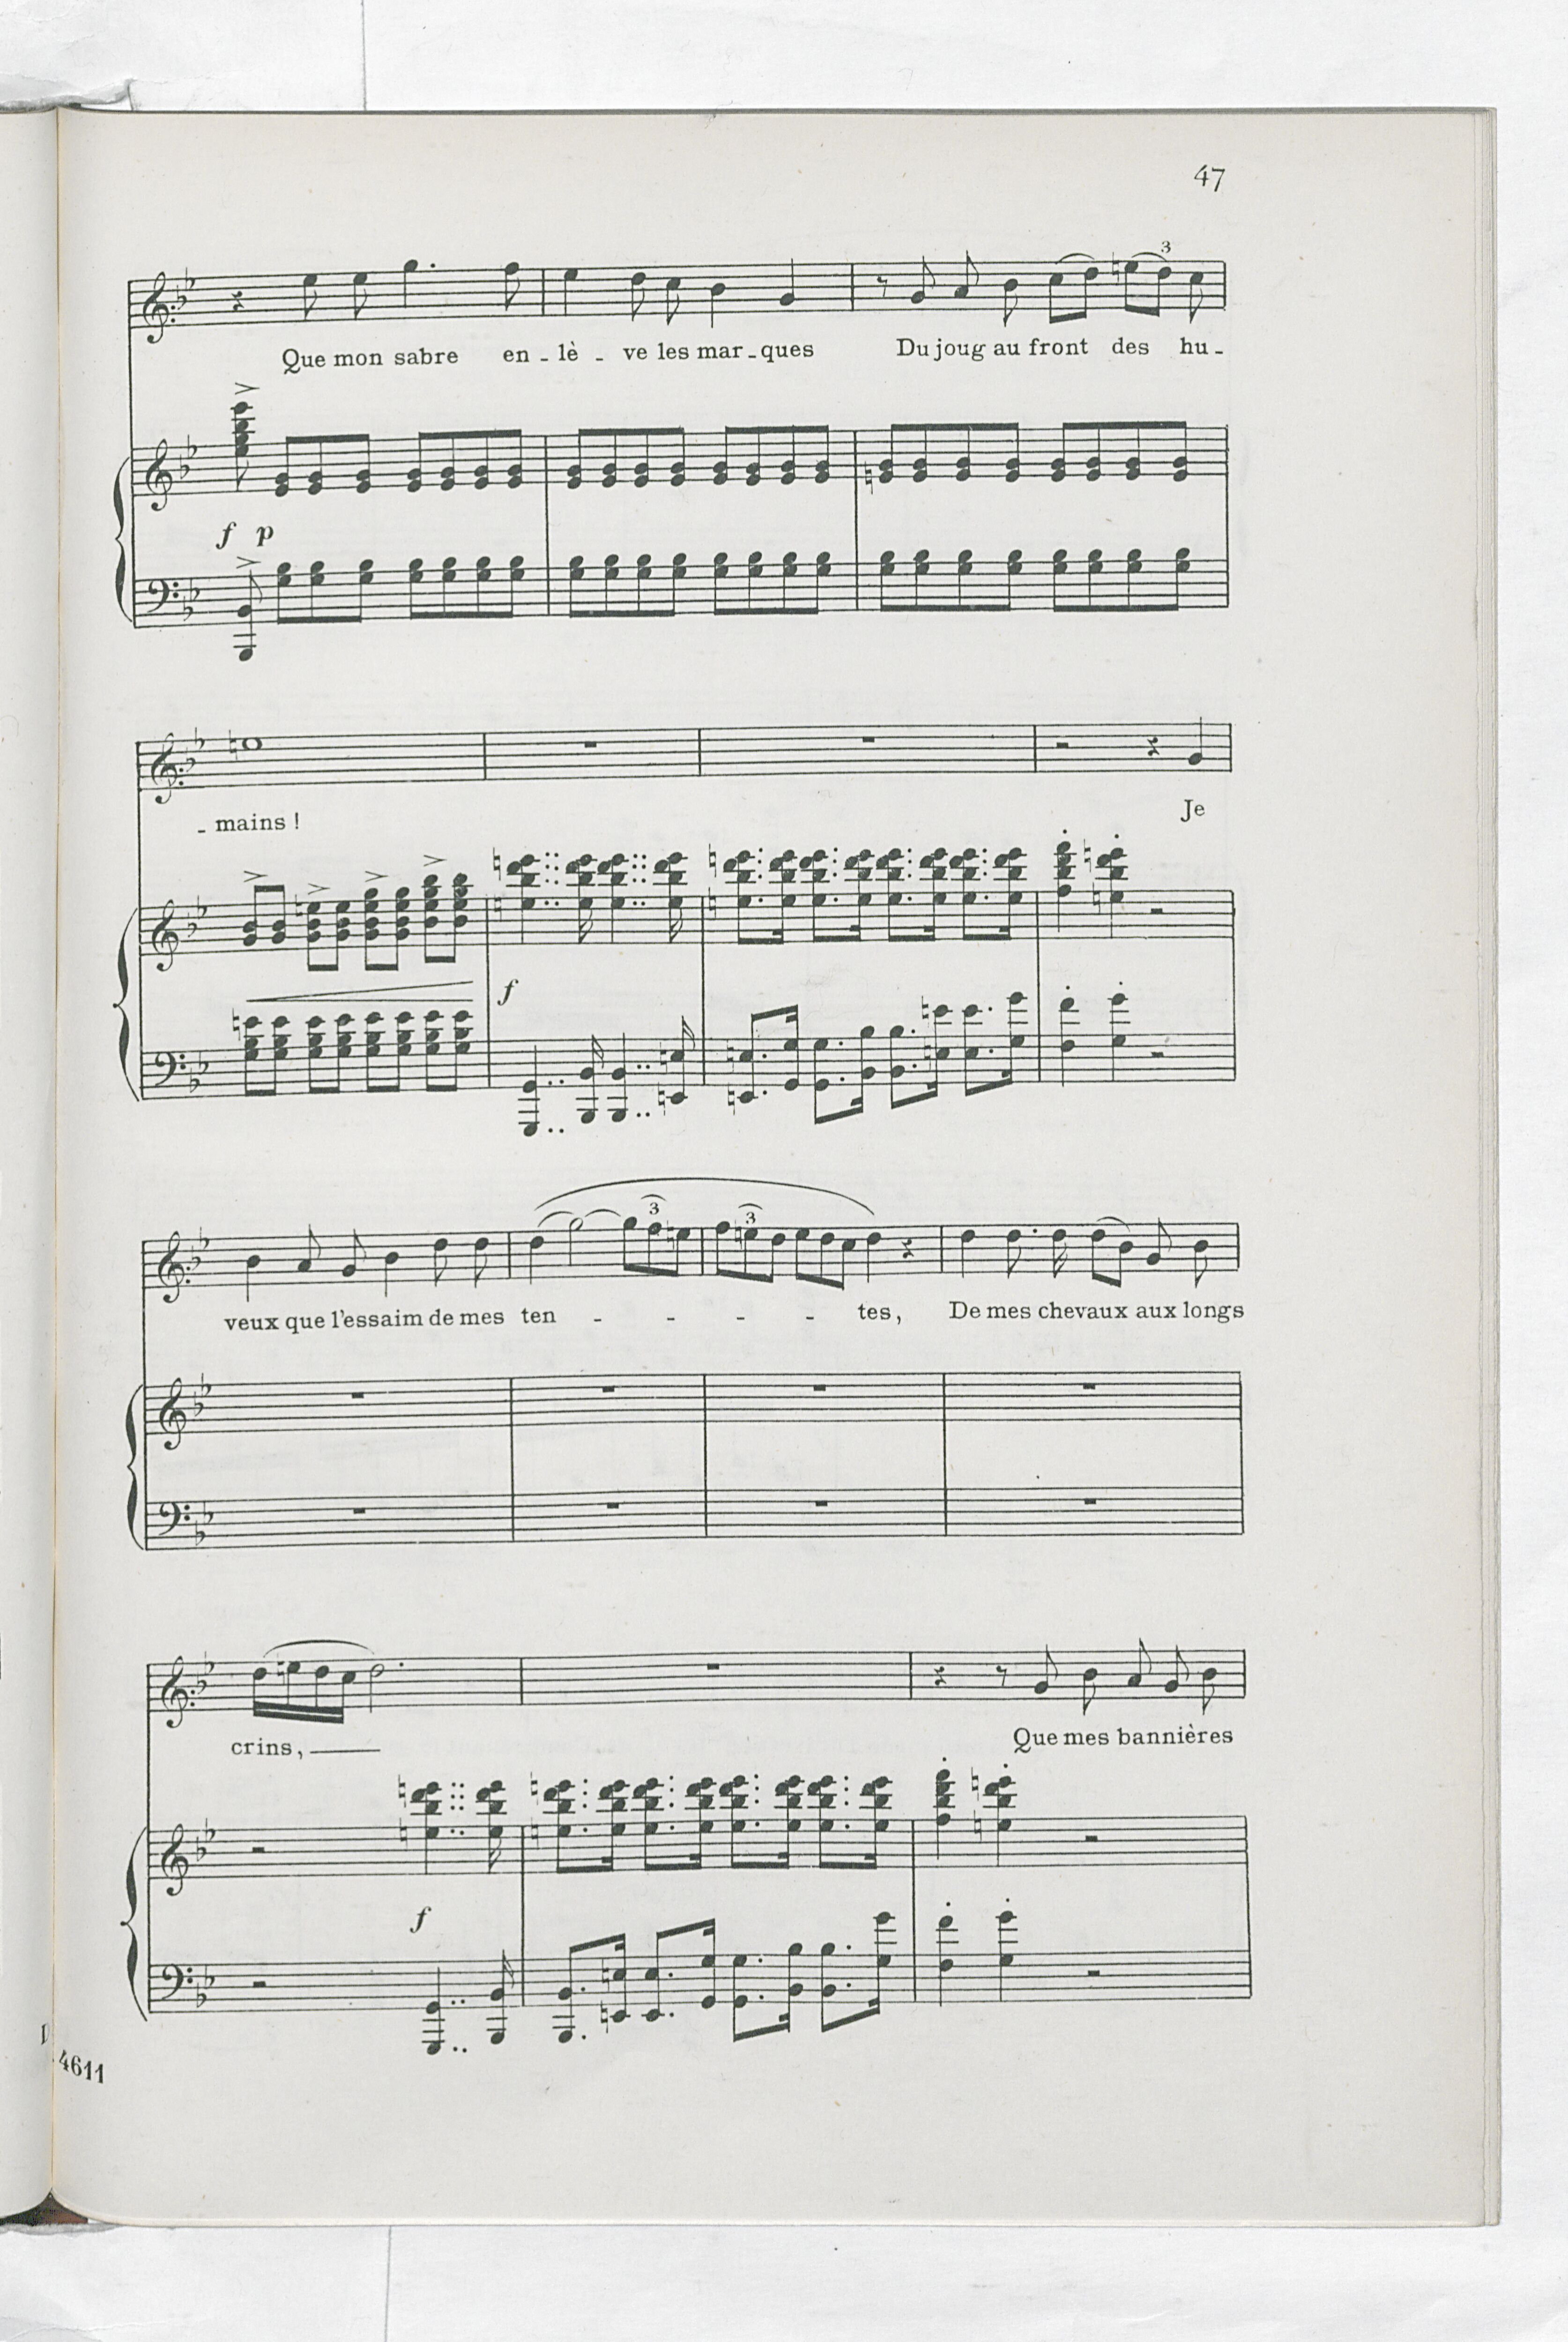 47
3
Que mon sabre en - lè - ve les mar - ques Du joug au front des hu -
f p
- mains ! Je
f
3 3
veux que l'essaim de mes ten - - - - tes, De mes chevaux aux longs
crins, Que mes bannières
f
4611